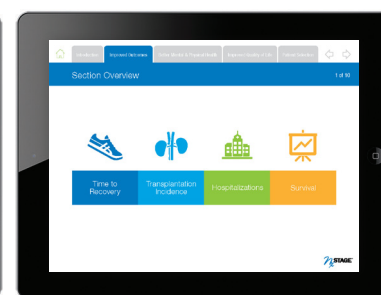 Improved Outcomes
Section Overview
1 of 10
Time to
Recovery
Transplantation
Incidence
Hospitalizations
Survival
NxSTAGE